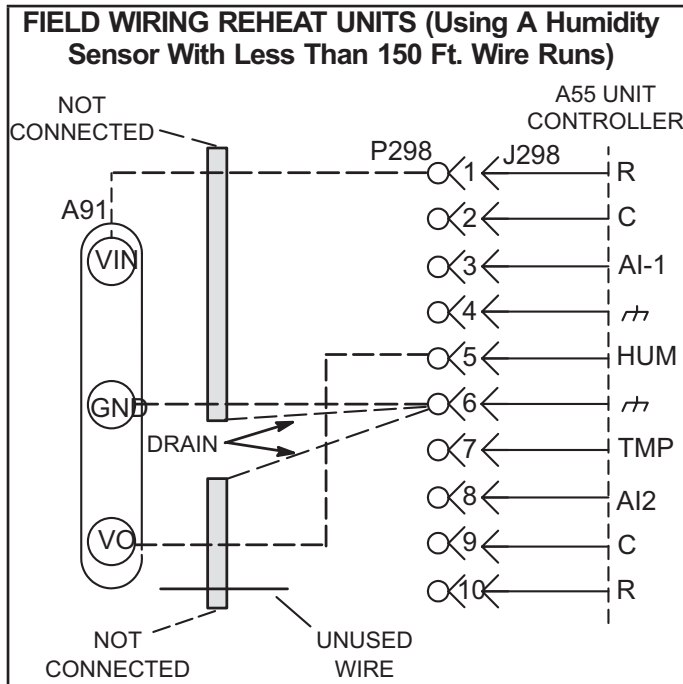 FIELD WIRING REHEAT UNITS (Using A Humidity
Sensor With Less Than 150 Ft. Wire Runs)
NOT
CONNECTED
A55 UNIT
CONTROLLER
P298
J298
A91
VIN
GND
VO
DRAIN
1
R
2
C
3
AI-1
4
5
HUM
6
7
TMP
8
AI2
9
C
10
R
NOT
CONNECTED
UNUSED
WIRE